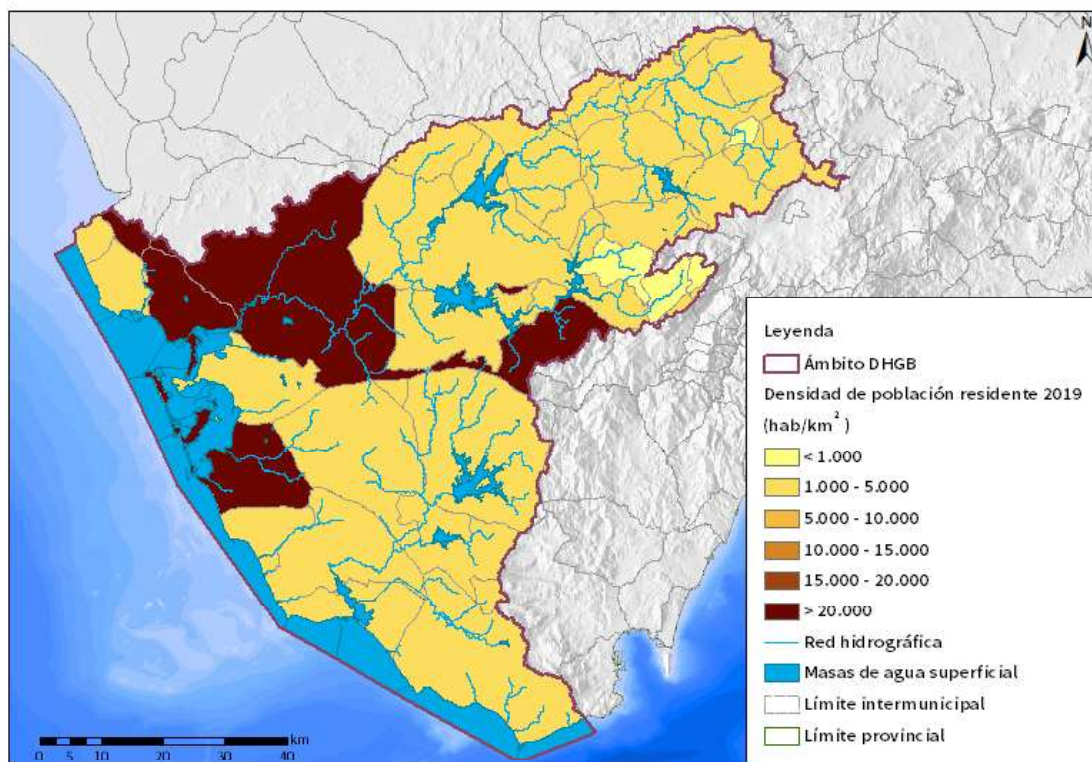 N
Leyenda
Ámbito DHGB
Densidad de población residente 2019
(hab/km²)
< 1.000
1.000 - 5.000
5.000 - 10.000
10.000 - 15.000
15.000 - 20.000
> 20.000
Red hidrográfica
Masas de agua superficial
Límite intermunicipal
Límite provincial
km
0 5 10 20 30 40